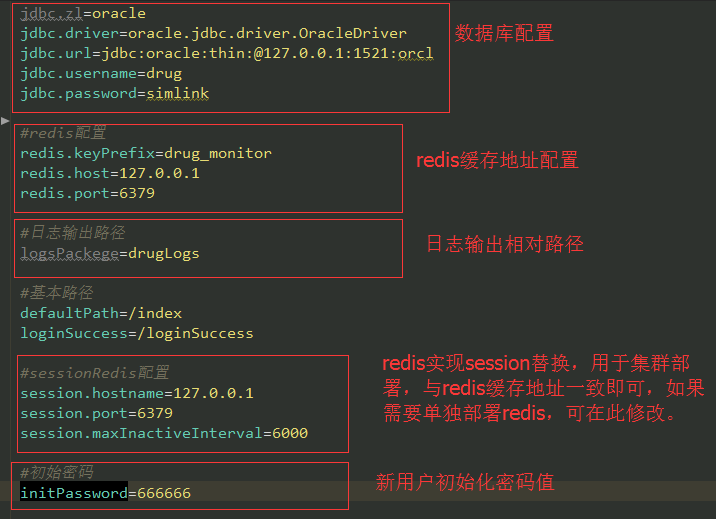 jdbc.zl=oracle
jdbc.driver=oracle.jdbc.driver.OracleDriver
jdbc.url=jdbc:oracle:thin:@127.0.0.1:1521:orcl
jdbc.username=drug
jdbc.password=simlink
数据库配置
#redis配置
redis.keyPrefix=drug_monitor
redis.host=127.0.0.1
redis.port=6379
redis缓存地址配置
#日志输出路径
logsPackege=drugLogs
日志输出相对路径
#基本路径
defaultPath=/index
loginSuccess=/loginSuccess
#sessionRedis配置
session.hostname=127.0.0.1
session.port=6379
session.maxInactiveInterval=6000
redis实现session替换，用于集群部
署，与redis缓存地址一致即可，如果
需要单独部署redis，可在此修改。
#初始密码
initPassword=666666
新用户初始化密码值